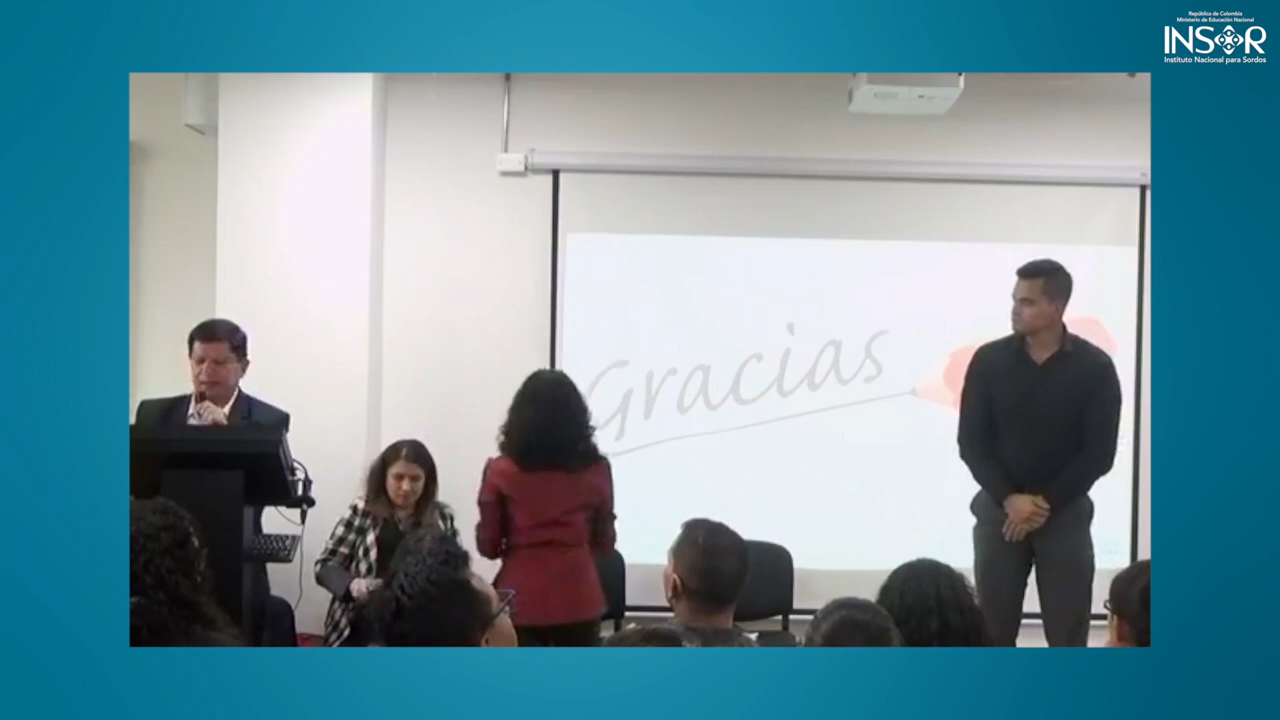 República de Colombia
Ministerio de Educación Nacional
INSOR
Instituto Nacional para Sordos
Gracias